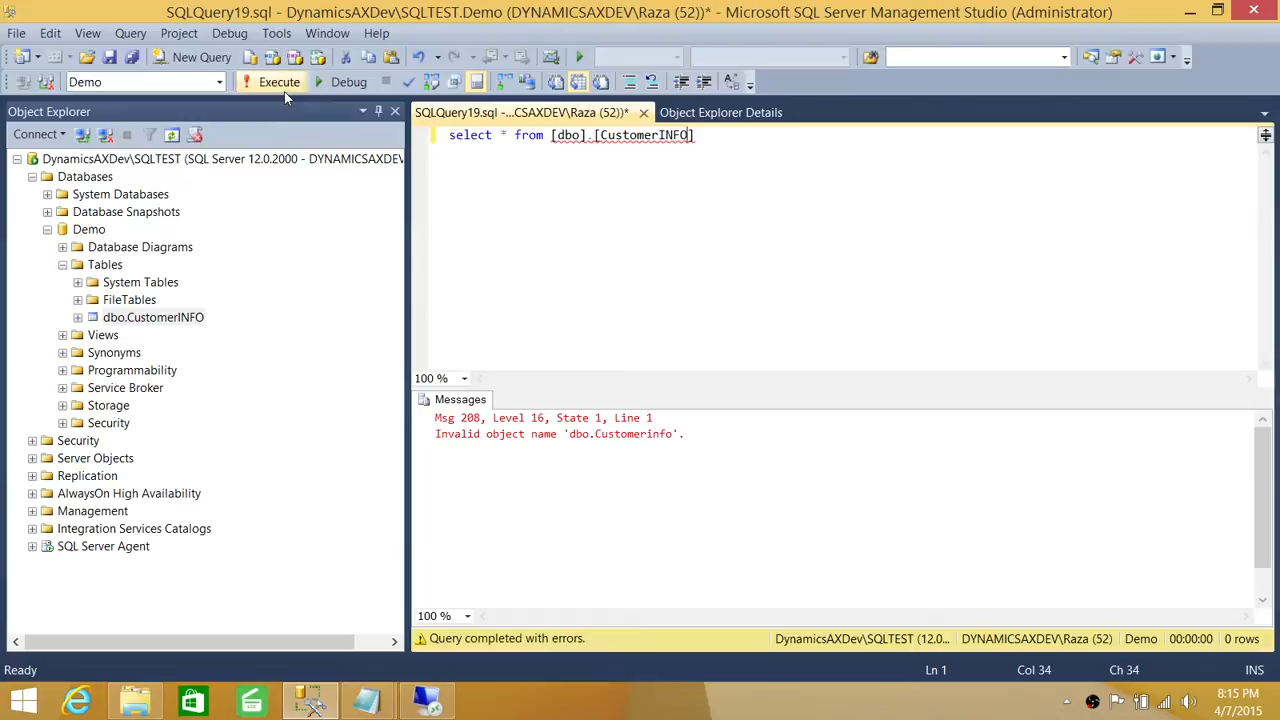 SQLQuery19.sql - DynamicsAXDev\SQLTEST.Demo (DYNAMICSAXDEV\Raza (52))* - Microsoft SQL Server Management Studio (Administrator)
File Edit View Query Project Debug Tools Window Help
New Query
Demo Execute Debug
Object Explorer
SQLQuery19.sql -...CSAXDEV\Raza (52))* Object Explorer Details
Connect
select * from [dbo].[CustomerINFO]
DynamicsAXDev\SQLTEST (SQL Server 12.0.2000 - DYNAMICSAXDEV
Databases
System Databases
Database Snapshots
Demo
Database Diagrams
Tables
System Tables
FileTables
dbo.CustomerINFO
Views
Synonyms
Programmability
Service Broker
Storage
Security
Security
Server Objects
Replication
AlwaysOn High Availability
Management
Integration Services Catalogs
SQL Server Agent
100 %
Messages
Msg 208, Level 16, State 1, Line 1
Invalid object name 'dbo.Customerinfo'.
100 %
Query completed with errors. DynamicsAXDev\SQLTEST (12.0... DYNAMICSAXDEV\Raza (52) Demo 00:00:00 0 rows
Ready Ln 1 Col 34 Ch 34 INS
8:15 PM
4/7/2015